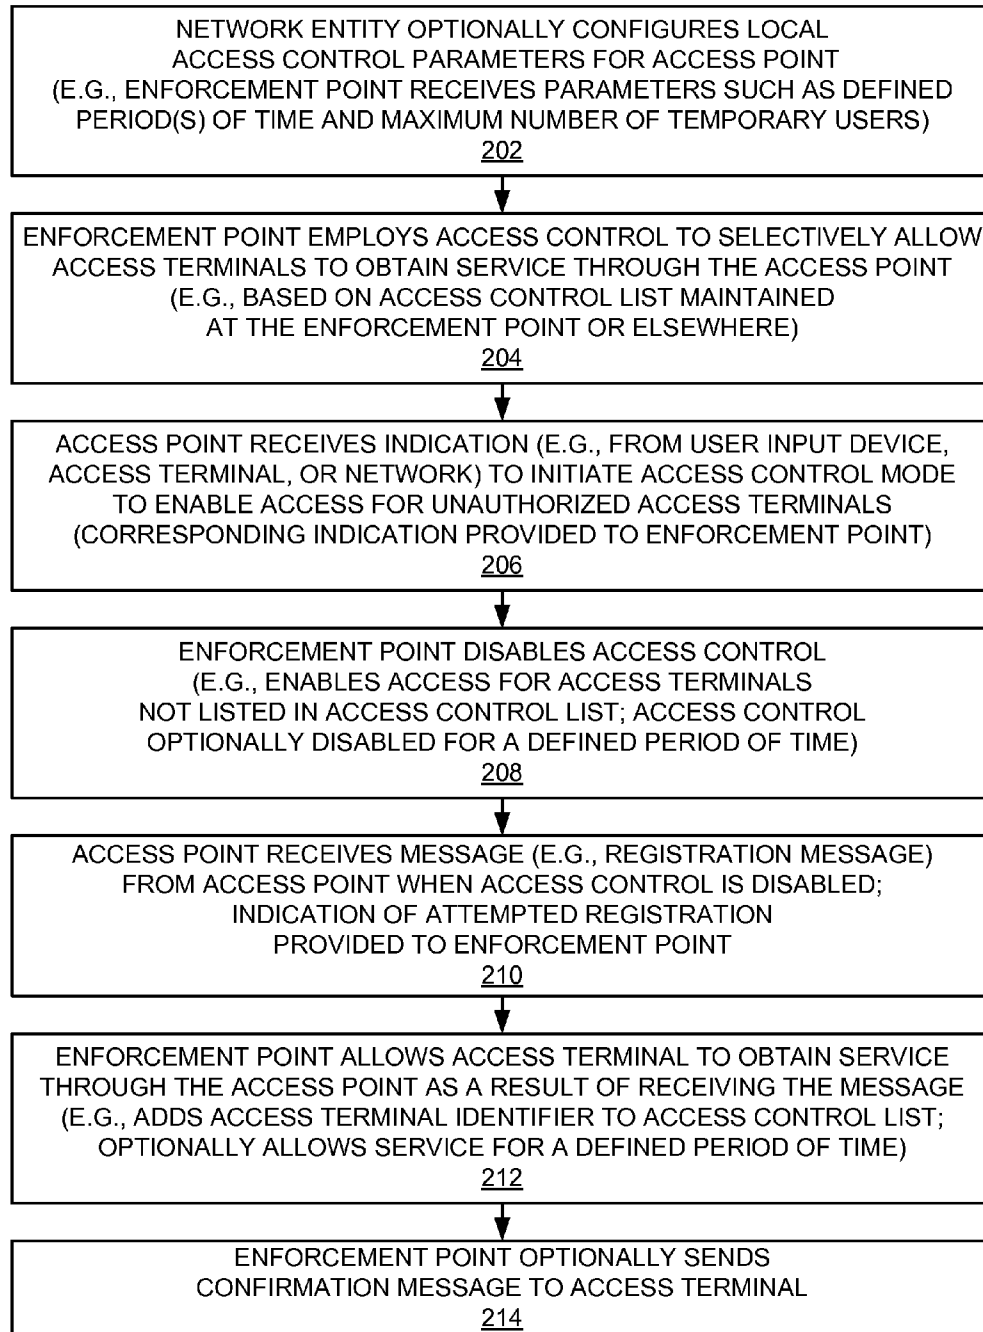 NETWORK ENTITY OPTIONALLY CONFIGURES LOCAL
ACCESS CONTROL PARAMETERS FOR ACCESS POINT
(E.G., ENFORCEMENT POINT RECEIVES PARAMETERS SUCH AS DEFINED
PERIOD(S) OF TIME AND MAXIMUM NUMBER OF TEMPORARY USERS)
202
ENFORCEMENT POINT EMPLOYS ACCESS CONTROL TO SELECTIVELY ALLOW
ACCESS TERMINALS TO OBTAIN SERVICE THROUGH THE ACCESS POINT
(E.G., BASED ON ACCESS CONTROL LIST MAINTAINED
AT THE ENFORCEMENT POINT OR ELSEWHERE)
204
ACCESS POINT RECEIVES INDICATION (E.G., FROM USER INPUT DEVICE,
ACCESS TERMINAL, OR NETWORK) TO INITIATE ACCESS CONTROL MODE
TO ENABLE ACCESS FOR UNAUTHORIZED ACCESS TERMINALS
(CORRESPONDING INDICATION PROVIDED TO ENFORCEMENT POINT)
206
ENFORCEMENT POINT DISABLES ACCESS CONTROL
(E.G., ENABLES ACCESS FOR ACCESS TERMINALS
NOT LISTED IN ACCESS CONTROL LIST; ACCESS CONTROL
OPTIONALLY DISABLED FOR A DEFINED PERIOD OF TIME)
208
ACCESS POINT RECEIVES MESSAGE (E.G., REGISTRATION MESSAGE)
FROM ACCESS POINT WHEN ACCESS CONTROL IS DISABLED;
INDICATION OF ATTEMPTED REGISTRATION
PROVIDED TO ENFORCEMENT POINT
210
ENFORCEMENT POINT ALLOWS ACCESS TERMINAL TO OBTAIN SERVICE
THROUGH THE ACCESS POINT AS A RESULT OF RECEIVING THE MESSAGE
(E.G., ADDS ACCESS TERMINAL IDENTIFIER TO ACCESS CONTROL LIST;
OPTIONALLY ALLOWS SERVICE FOR A DEFINED PERIOD OF TIME)
212
ENFORCEMENT POINT OPTIONALLY SENDS
CONFIRMATION MESSAGE TO ACCESS TERMINAL
214